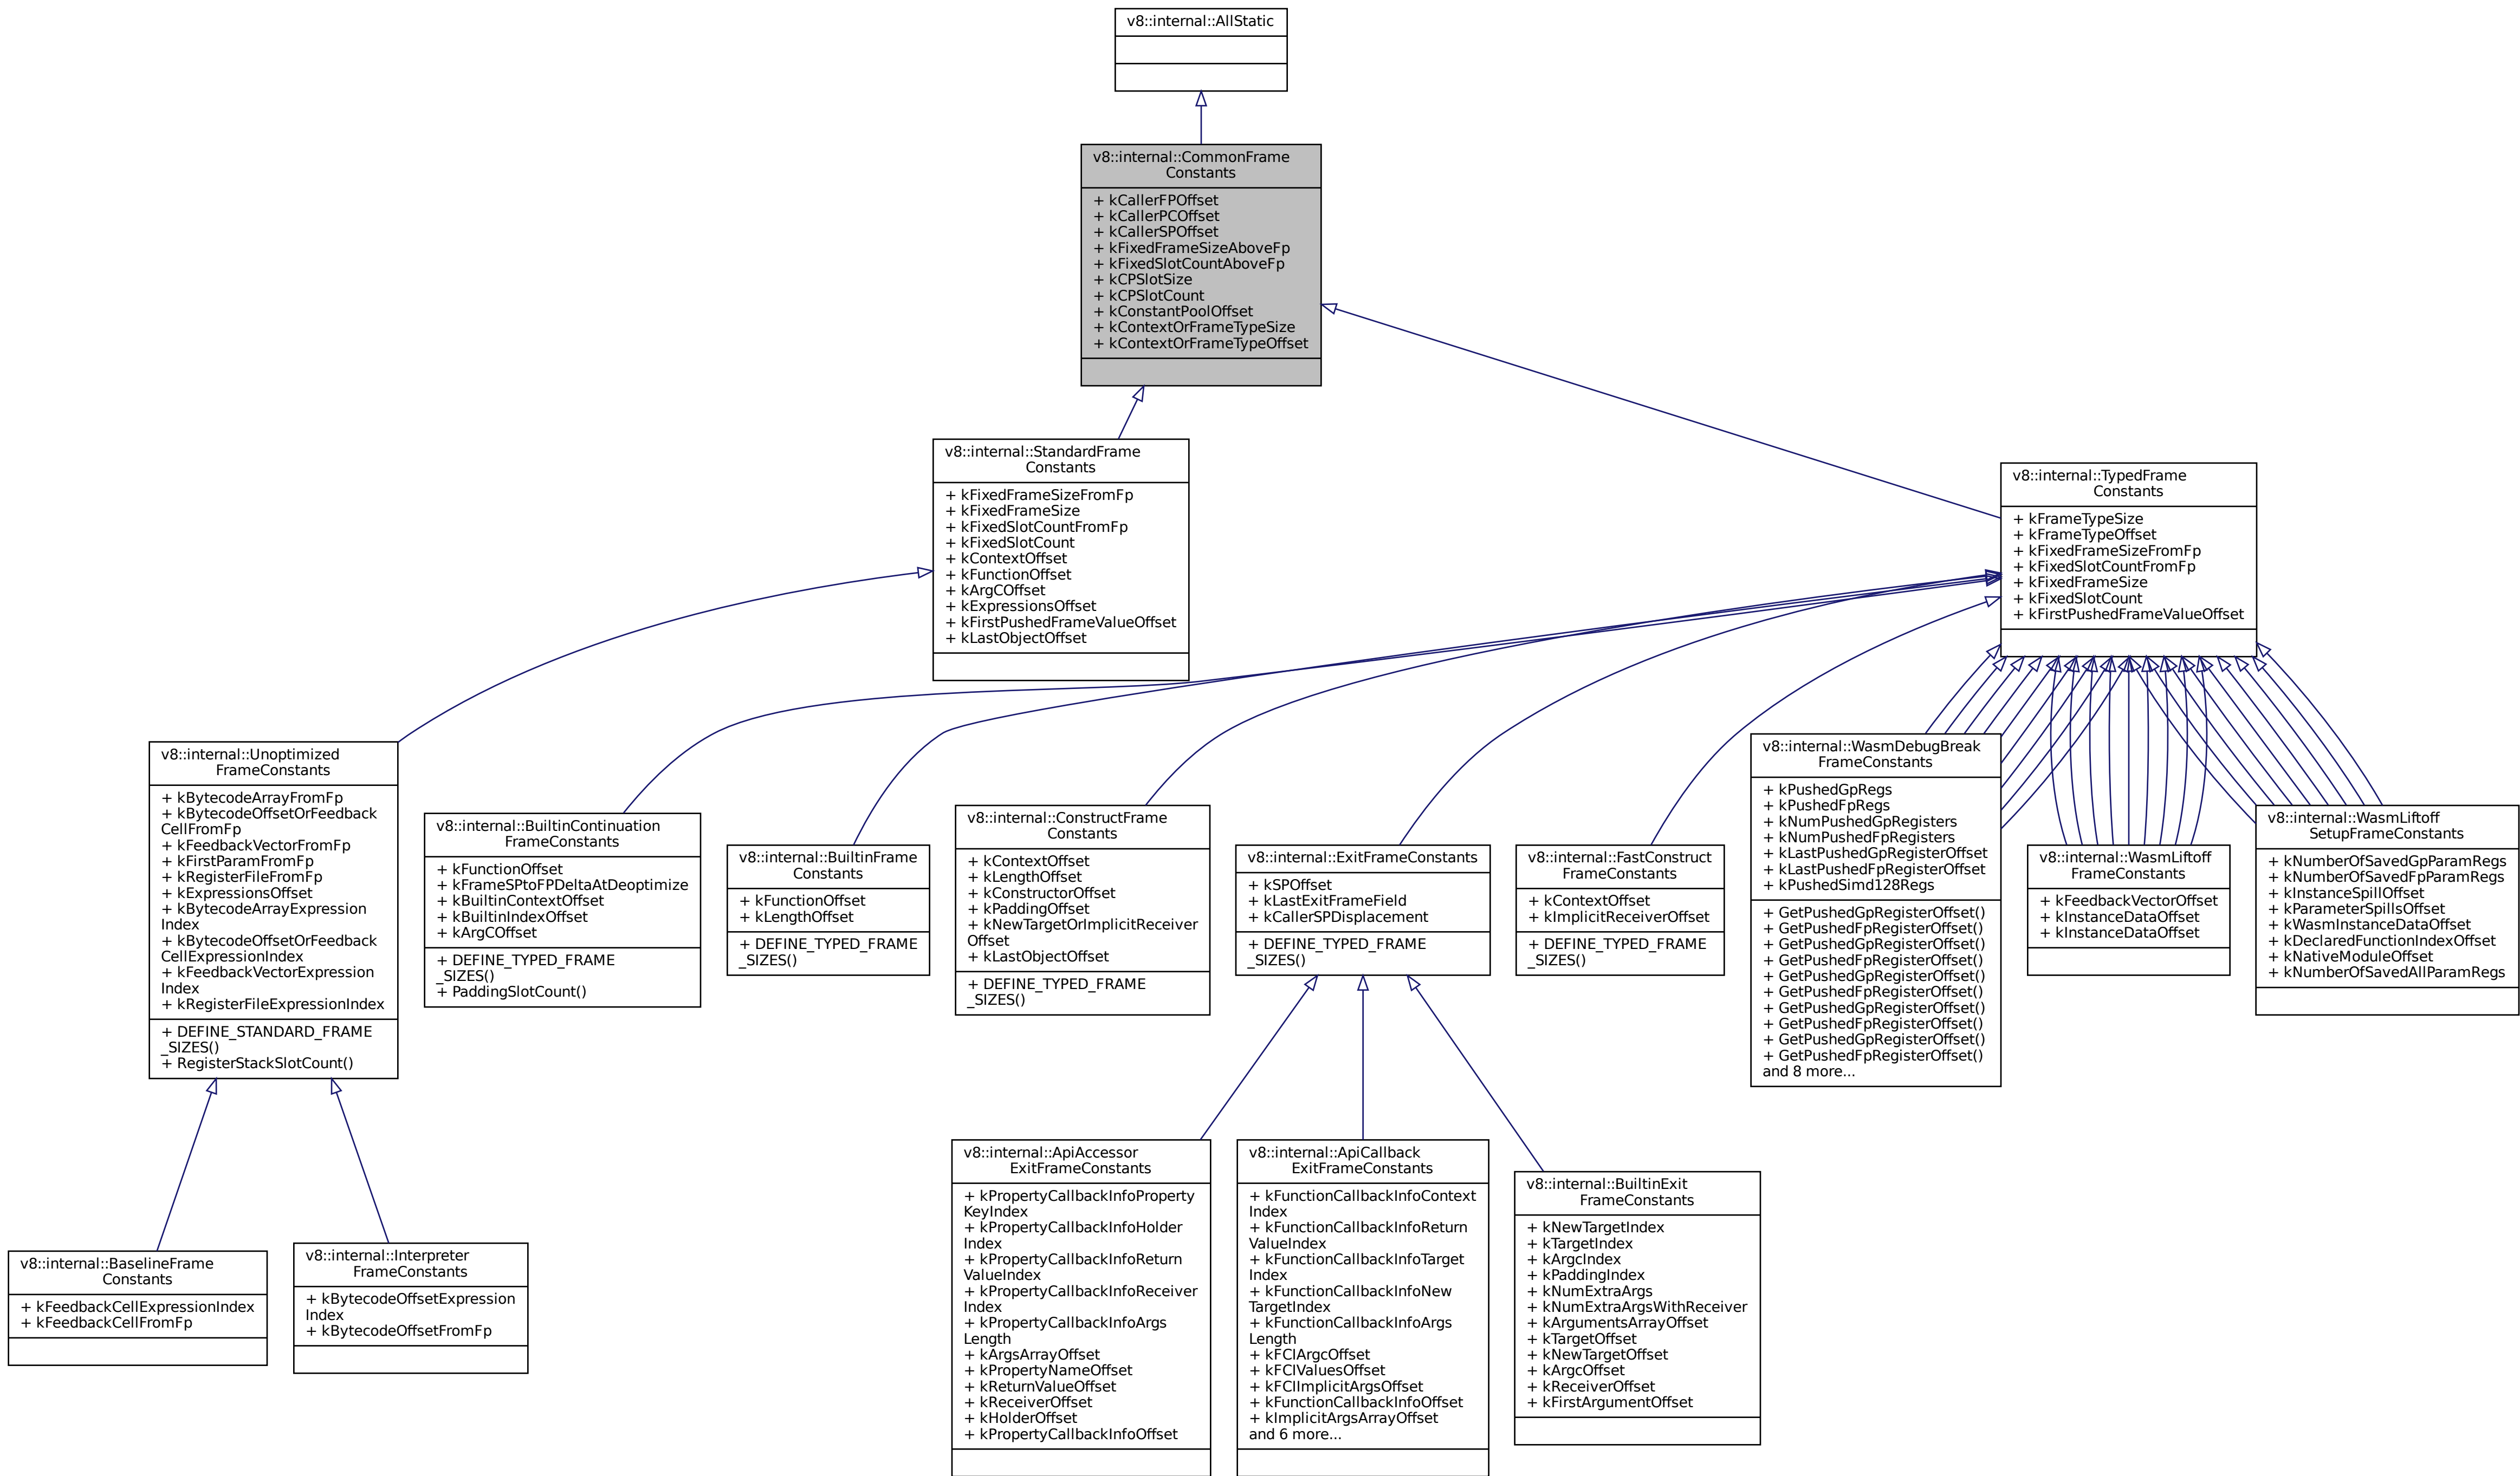 v8::internal::AllStatic
v8::internal::CommonFrame
Constants
+ kCallerFPOffset
+ kCallerPCOffset
+ kCallerSPOffset
+ kFixedFrameSizeAboveFp
+ kFixedSlotCountAboveFp
+ kCPSlotSize
+ kCPSlotCount
+ kConstantPoolOffset
+ kContextOrFrameTypeSize
+ kContextOrFrameTypeOffset
v8::internal::StandardFrame
Constants
+ kFixedFrameSizeFromFp
+ kFixedFrameSize
+ kFixedSlotCountFromFp
+ kFixedSlotCount
+ kContextOffset
+ kFunctionOffset
+ kArgCOffset
+ kExpressionsOffset
+ kFirstPushedFrameValueOffset
+ kLastObjectOffset
v8::internal::TypedFrame
Constants
+ kFrameTypeSize
+ kFrameTypeOffset
+ kFixedFrameSizeFromFp
+ kFixedSlotCountFromFp
+ kFixedFrameSize
+ kFixedSlotCount
+ kFirstPushedFrameValueOffset
v8::internal::Unoptimized
FrameConstants
+ kBytecodeArrayFromFp
+ kBytecodeOffsetOrFeedback
CellFromFp
+ kFeedbackVectorFromFp
+ kFirstParamFromFp
+ kRegisterFileFromFp
+ kExpressionsOffset
+ kBytecodeArrayExpression
Index
+ kBytecodeOffsetOrFeedback
CellExpressionIndex
+ kFeedbackVectorExpression
Index
+ kRegisterFileExpressionIndex
+ DEFINE_STANDARD_FRAME
_SIZES()
+ RegisterStackSlotCount()
v8::internal::BuiltinContinuation
FrameConstants
+ kFunctionOffset
+ kFrameSPtoFPDeltaAtDeoptimize
+ kBuiltinContextOffset
+ kBuiltinIndexOffset
+ kArgCOffset
+ DEFINE_TYPED_FRAME
_SIZES()
+ PaddingSlotCount()
v8::internal::BuiltinFrame
Constants
+ kFunctionOffset
+ kLengthOffset
+ DEFINE_TYPED_FRAME
_SIZES()
v8::internal::ConstructFrame
Constants
+ kContextOffset
+ kLengthOffset
+ kConstructorOffset
+ kPaddingOffset
+ kNewTargetOrImplicitReceiver
Offset
+ kLastObjectOffset
+ DEFINE_TYPED_FRAME
_SIZES()
v8::internal::ExitFrameConstants
+ kSPOffset
+ kLastExitFrameField
+ kCallerSPDisplacement
+ DEFINE_TYPED_FRAME
_SIZES()
v8::internal::FastConstruct
FrameConstants
+ kContextOffset
+ kImplicitReceiverOffset
+ DEFINE_TYPED_FRAME
_SIZES()
v8::internal::WasmDebugBreak
FrameConstants
+ kPushedGpRegs
+ kPushedFpRegs
+ kNumPushedGpRegisters
+ kNumPushedFpRegisters
+ kLastPushedGpRegisterOffset
+ kLastPushedFpRegisterOffset
+ kPushedSimd128Regs
+ GetPushedGpRegisterOffset()
+ GetPushedFpRegisterOffset()
+ GetPushedGpRegisterOffset()
+ GetPushedFpRegisterOffset()
+ GetPushedGpRegisterOffset()
+ GetPushedFpRegisterOffset()
+ GetPushedGpRegisterOffset()
+ GetPushedFpRegisterOffset()
+ GetPushedGpRegisterOffset()
+ GetPushedFpRegisterOffset()
and 8 more...
v8::internal::WasmLiftoff
FrameConstants
+ kFeedbackVectorOffset
+ kInstanceDataOffset
+ kInstanceDataOffset
v8::internal::WasmLiftoff
SetupFrameConstants
+ kNumberOfSavedGpParamRegs
+ kNumberOfSavedFpParamRegs
+ kInstanceSpillOffset
+ kParameterSpillsOffset
+ kWasmInstanceDataOffset
+ kDeclaredFunctionIndexOffset
+ kNativeModuleOffset
+ kNumberOfSavedAllParamRegs
v8::internal::BaselineFrame
Constants
+ kFeedbackCellExpressionIndex
+ kFeedbackCellFromFp
v8::internal::Interpreter
FrameConstants
+ kBytecodeOffsetExpression
Index
+ kBytecodeOffsetFromFp
v8::internal::ApiAccessor
ExitFrameConstants
+ kPropertyCallbackInfoProperty
KeyIndex
+ kPropertyCallbackInfoHolder
Index
+ kPropertyCallbackInfoReturn
ValueIndex
+ kPropertyCallbackInfoReceiver
Index
+ kPropertyCallbackInfoArgs
Length
+ kArgsArrayOffset
+ kPropertyNameOffset
+ kReturnValueOffset
+ kReceiverOffset
+ kHolderOffset
+ kPropertyCallbackInfoOffset
v8::internal::ApiCallback
ExitFrameConstants
+ kFunctionCallbackInfoContext
Index
+ kFunctionCallbackInfoReturn
ValueIndex
+ kFunctionCallbackInfoTarget
Index
+ kFunctionCallbackInfoNew
TargetIndex
+ kFunctionCallbackInfoArgs
Length
+ kFCIArgcOffset
+ kFCIValuesOffset
+ kFCIImplicitArgsOffset
+ kFunctionCallbackInfoOffset
+ kImplicitArgsArrayOffset
and 6 more...
v8::internal::BuiltinExit
FrameConstants
+ kNewTargetIndex
+ kTargetIndex
+ kArgcIndex
+ kPaddingIndex
+ kNumExtraArgs
+ kNumExtraArgsWithReceiver
+ kArgumentsArrayOffset
+ kTargetOffset
+ kNewTargetOffset
+ kArgcOffset
+ kReceiverOffset
+ kFirstArgumentOffset